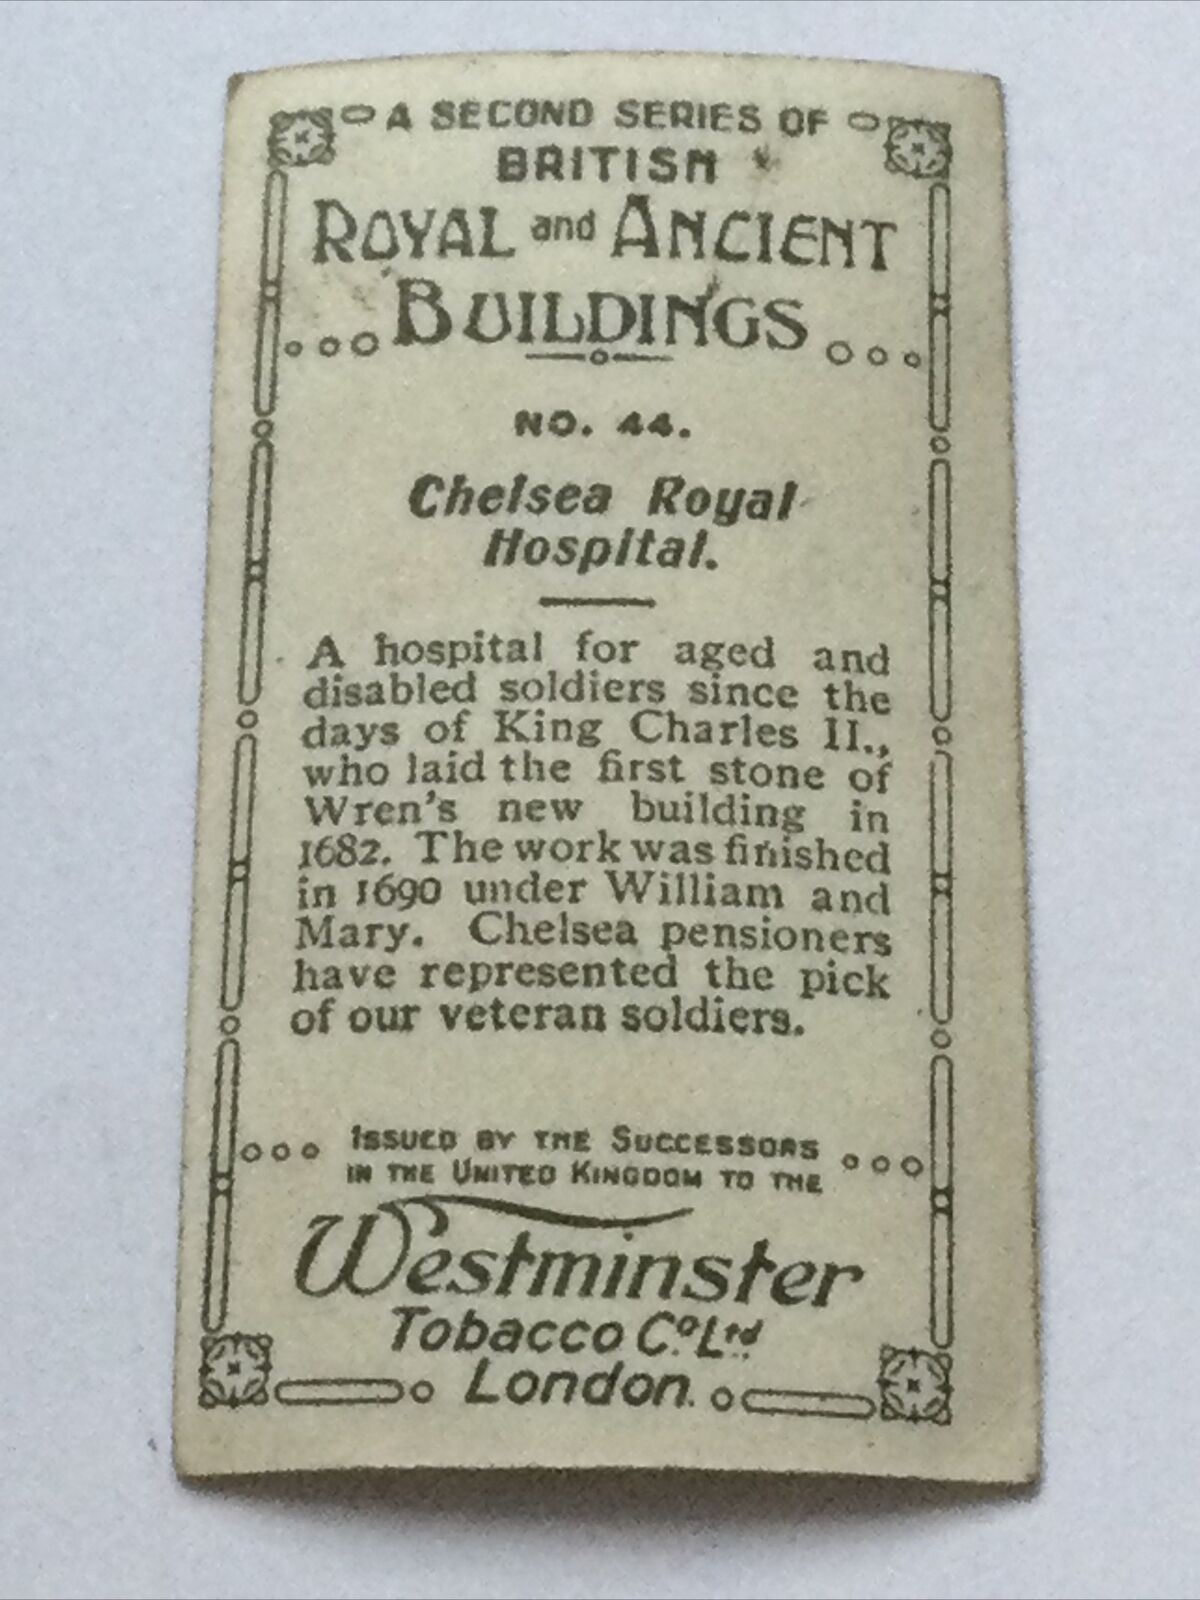 A SECOND SERIES OF
BRITISH
ROYAL and ANCIENT
BUILDINGS
NO. 44.
Chelsea Royal
Hospital.
A hospital for aged and
disabled soldiers since the
days of King Charles II.,
who laid the first stone of
Wren's new building in
1682. The work was finished
in 1690 under William and
Mary. Chelsea pensioners
have represented the pick
of our veteran soldiers.
ISSUED BY THE SUCCESSORS
IN THE UNITED KINGDOM TO THE
Westminster
Tobacco Co. Ltd.
London.